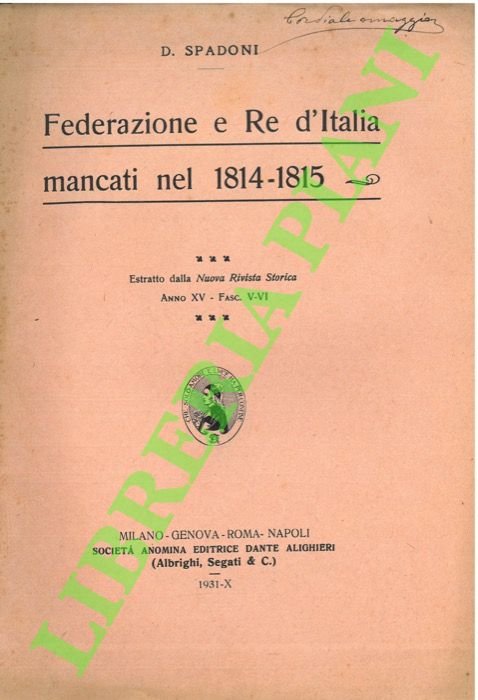 Cordiale omaggio
D. SPADONI
Federazione e Re d'Italia
mancati nel 1814-1815
Estratto dalla Nuova Rivista Storica
ANNO XV - FASC. V-VI
MILANO-GENOVA-ROMA-NAPOLI
SOCIETÀ ANOMINA EDITRICE DANTE ALIGHIERI
(Albrighi, Segati & C.)
1931-X
LIBRERIA PIANI